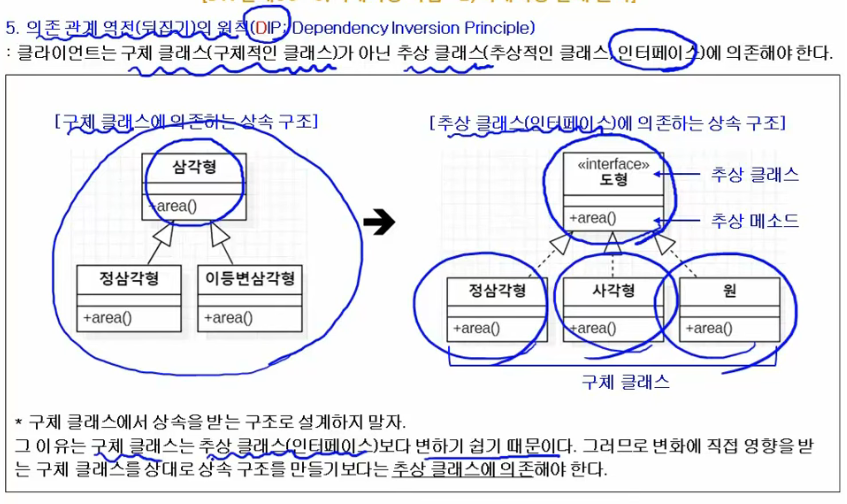 5. 의존 관계 역전(뒤집기)의 원칙(DIP; Dependency Inversion Principle)
: 클라이언트는 구체 클래스(구체적인 클래스)가 아닌 추상 클래스(추상적인 클래스, 인터페이스)에 의존해야 한다.
[구체 클래스에 의존하는 상속 구조]
삼각형
+area()
정삼각형
이등변삼각형
+area()
+area()
[추상 클래스(인터페이스)에 의존하는 상속 구조]
«interface»
도형
추상 클래스
+area()
추상 메소드
정삼각형
사각형
원
+area()
+area()
+area()
구체 클래스
* 구체 클래스에서 상속을 받는 구조로 설계하지 말자.
그 이유는 구체 클래스는 추상 클래스(인터페이스)보다 변하기 쉽기 때문이다. 그러므로 변화에 직접 영향을 받
는 구체 클래스를 상대로 상속 구조를 만들기보다는 추상 클래스에 의존해야 한다.